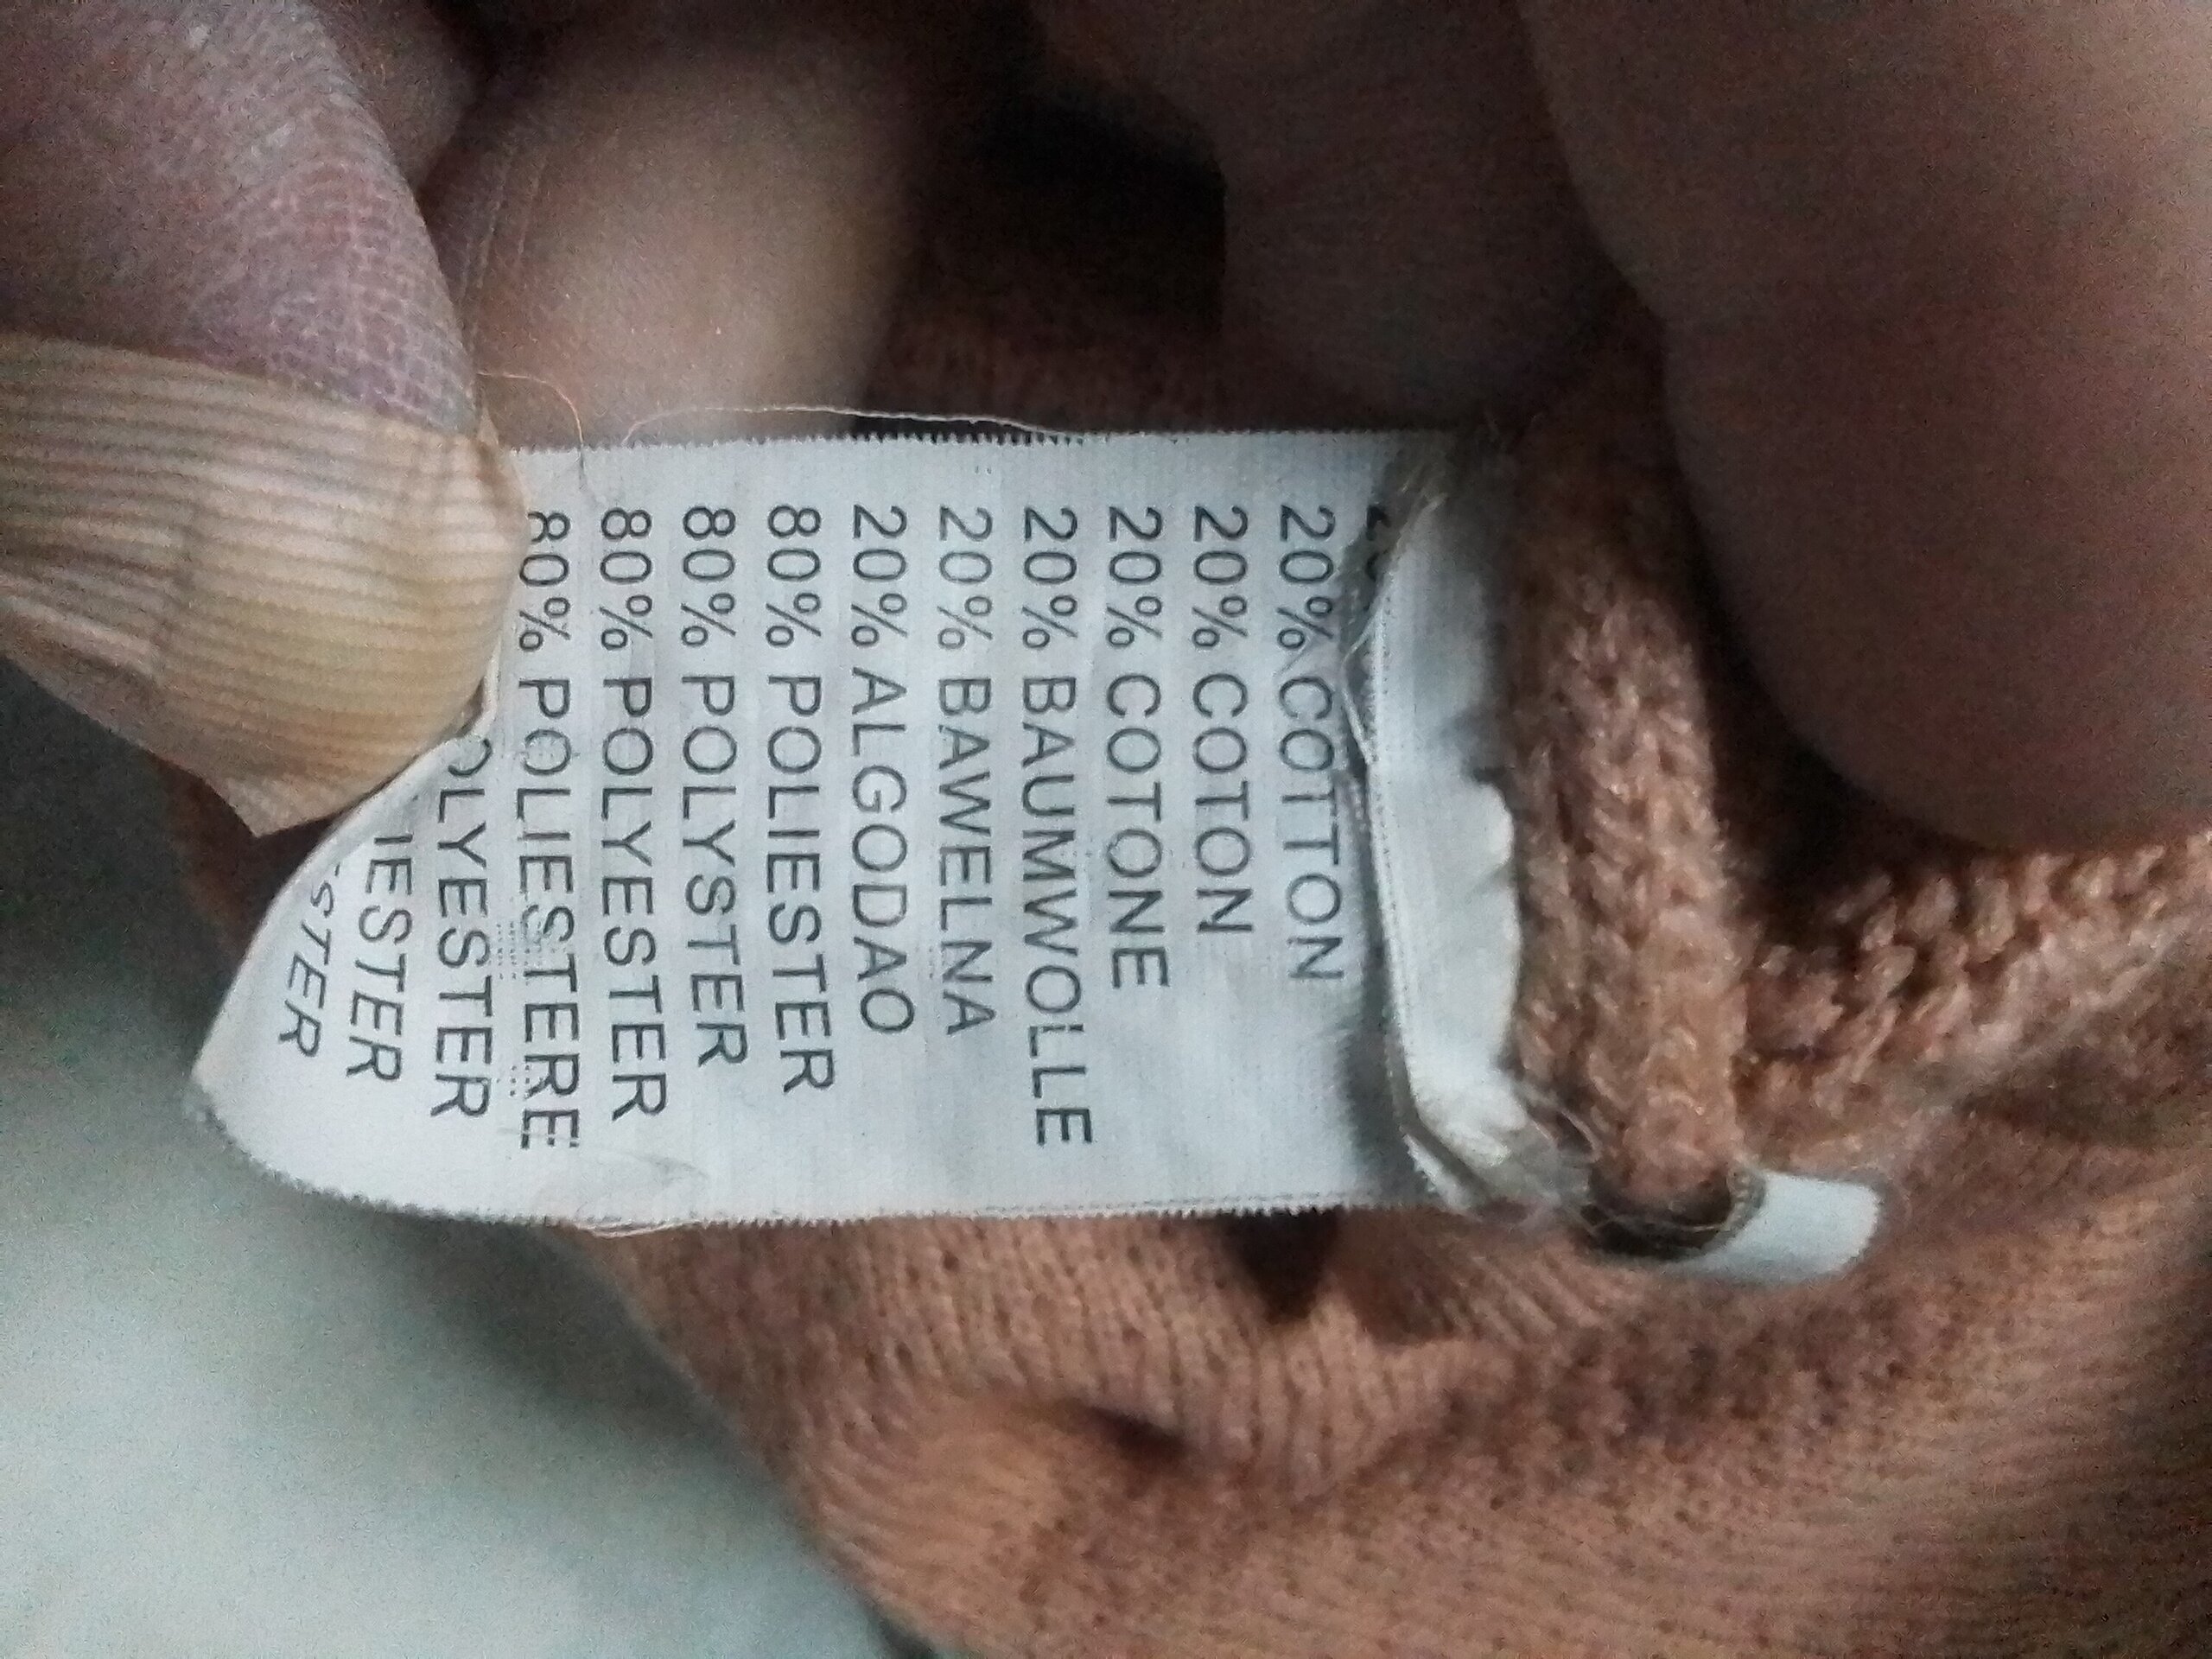 20% COTTON
20% COTON
20% COTONE
20% BAUMWOLLE
20% BAWELNA
20% ALGODAO
80% POLIESTER
80% POLYSTER
80% POLYESTER
80% POLIESTERE